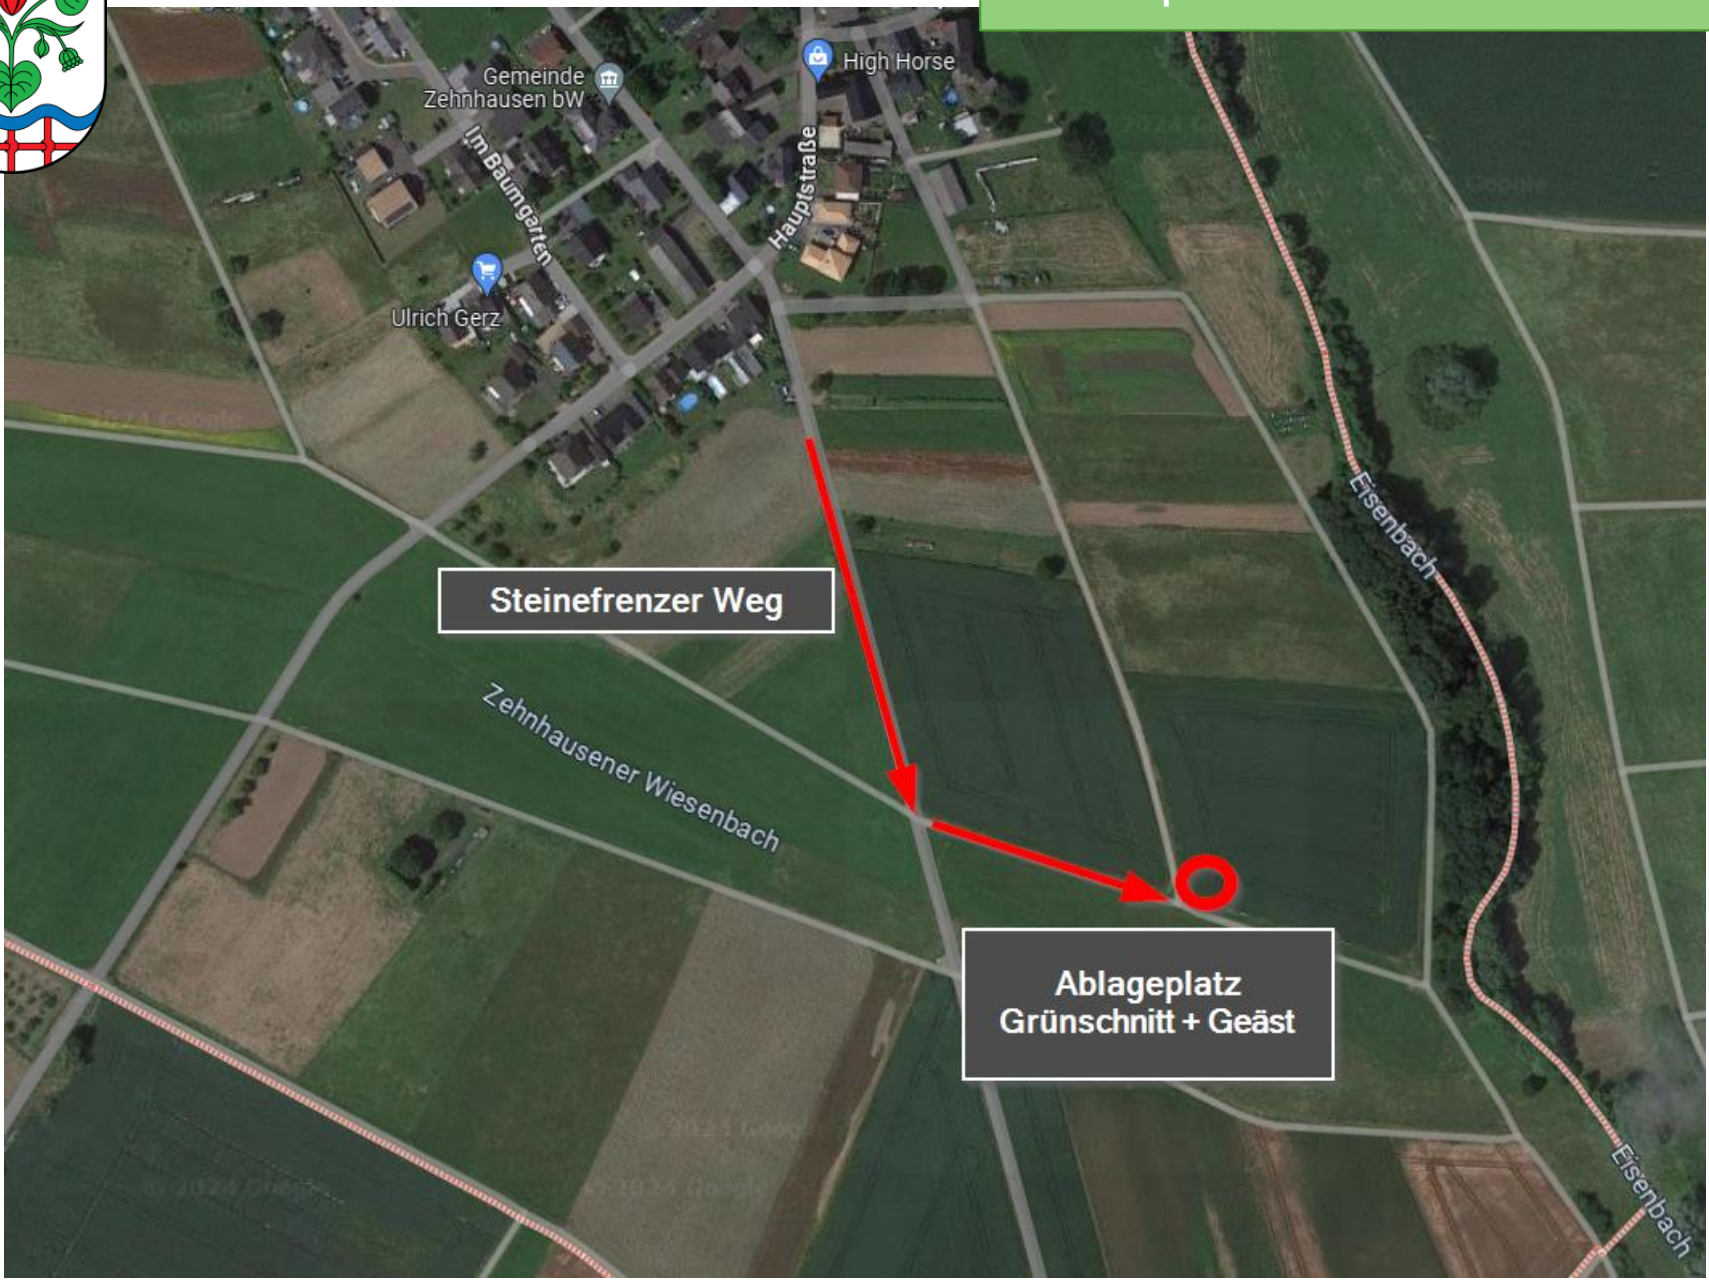 High Horse
Gemeinde
Zehnhausen bW
Im Baumgarten
Hauptstraße
Ulrich Gerz
Eisenbach
Steinefrenzer Weg
Zehnhausener Wiesenbach
Ablageplatz
Grünschnitt + Geäst
Eisenbach